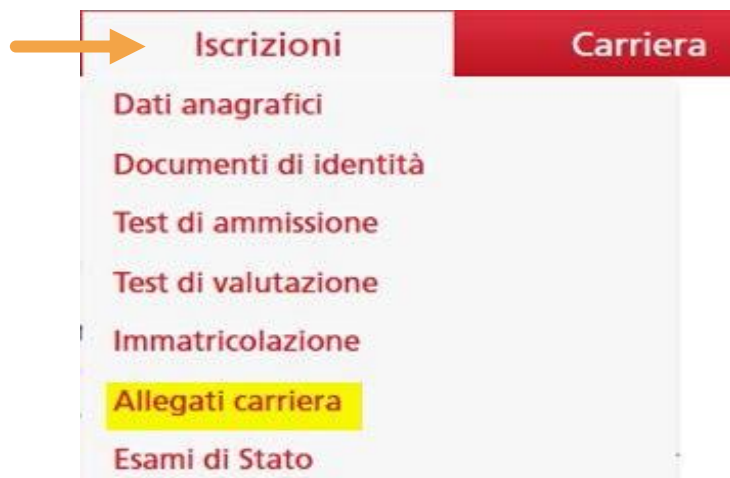 Iscrizioni Carriera
Dati anagrafici
Documenti di identità
Test di ammissione
Test di valutazione
Immatricolazione
Allegati carriera
Esami di Stato